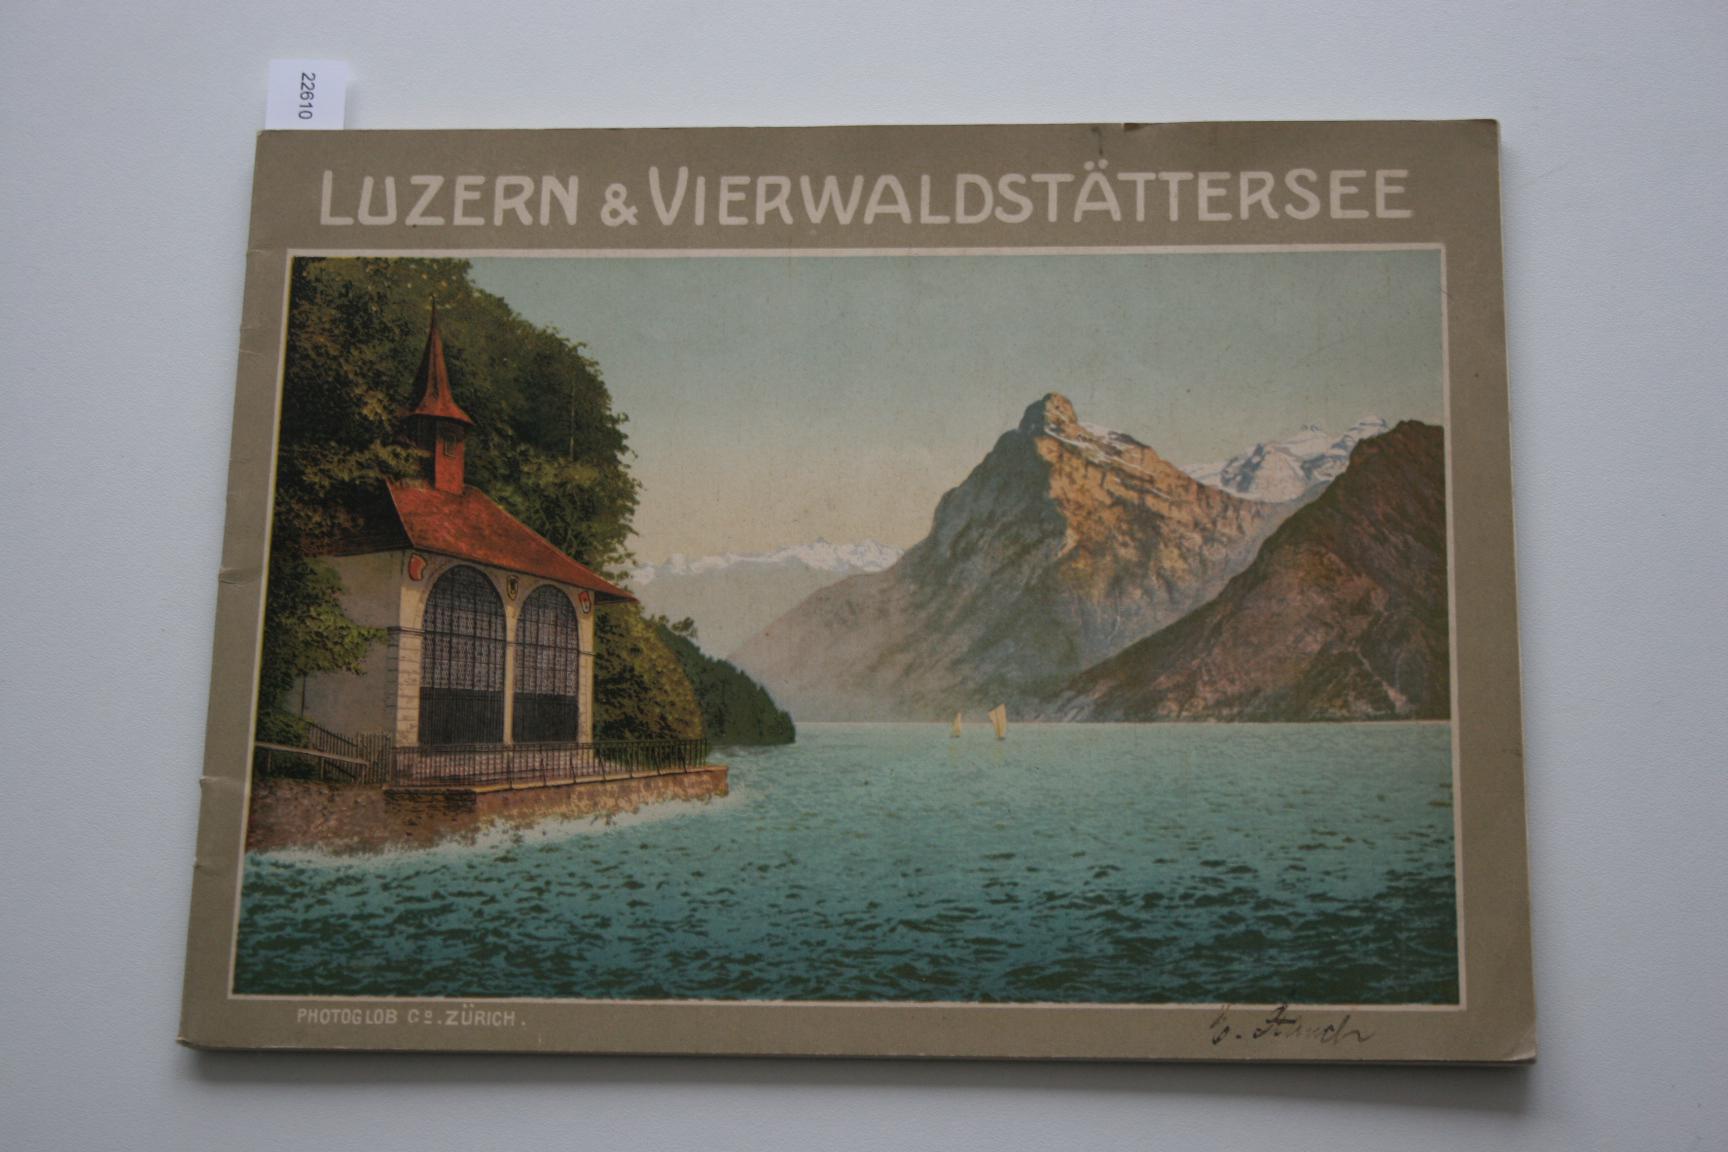 22610
LUZERN & VIERWALDSTÄTTERSEE
PHOTOGLOB Co. ZÜRICH.